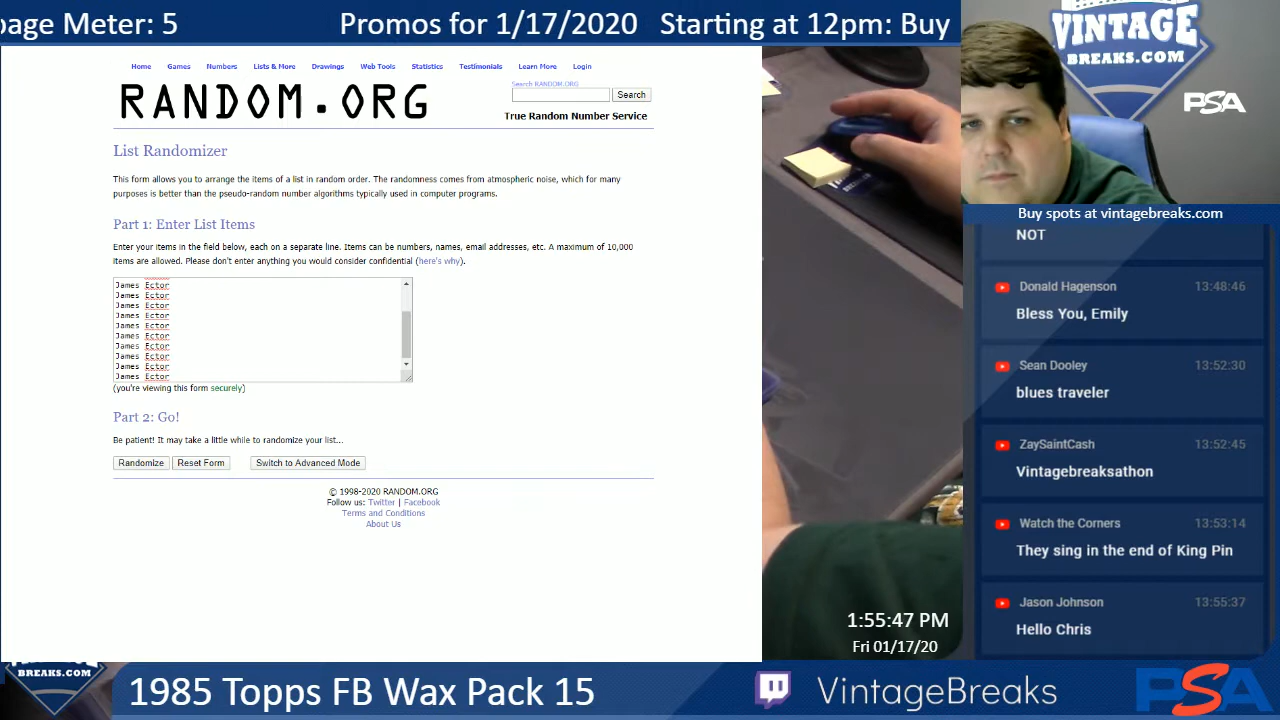 page Meter: 5
Promos for 1/17/2020 Starting at 12pm: Buy
Home Games Numbers Lists & More Drawings Web Tools Statistics Testimonials Learn More Login
RANDOM.ORG
Search RANDOM.ORG
Search
True Random Number Service
List Randomizer
This form allows you to arrange the items of a list in random order. The randomness comes from atmospheric noise, which for many
purposes is better than the pseudo-random number algorithms typically used in computer programs.
Part 1: Enter List Items
Enter your items in the field below, each on a separate line. Items can be numbers, names, email addresses, etc. A maximum of 10,000
items are allowed. Please don't enter anything you would consider confidential (here's why).
James Ector
James Ector
James Ector
James Ector
James Ector
James Ector
James Ector
James Ector
James Ector
James Ector
(you're viewing this form securely)
Part 2: Go!
Be patient! It may take a little while to randomize your list...
Randomize Reset Form Switch to Advanced Mode
© 1998-2020 RANDOM.ORG
Follow us: Twitter | Facebook
Terms and Conditions
About Us
VINTAGE
BREAKS.COM
PSA
Buy spots at vintagebreaks.com
NOT
Donald Hagenson 13:48:46
Bless You, Emily
Sean Dooley 13:52:30
blues traveler
ZaySaintCash 13:52:45
Vintagebreaksathon
Watch the Corners 13:53:14
They sing in the end of King Pin
Jason Johnson 13:55:37
Hello Chris
1:55:47 PM
Fri 01/17/20
BREAKS.COM
1985 Topps FB Wax Pack 15
VintageBreaks
PSA